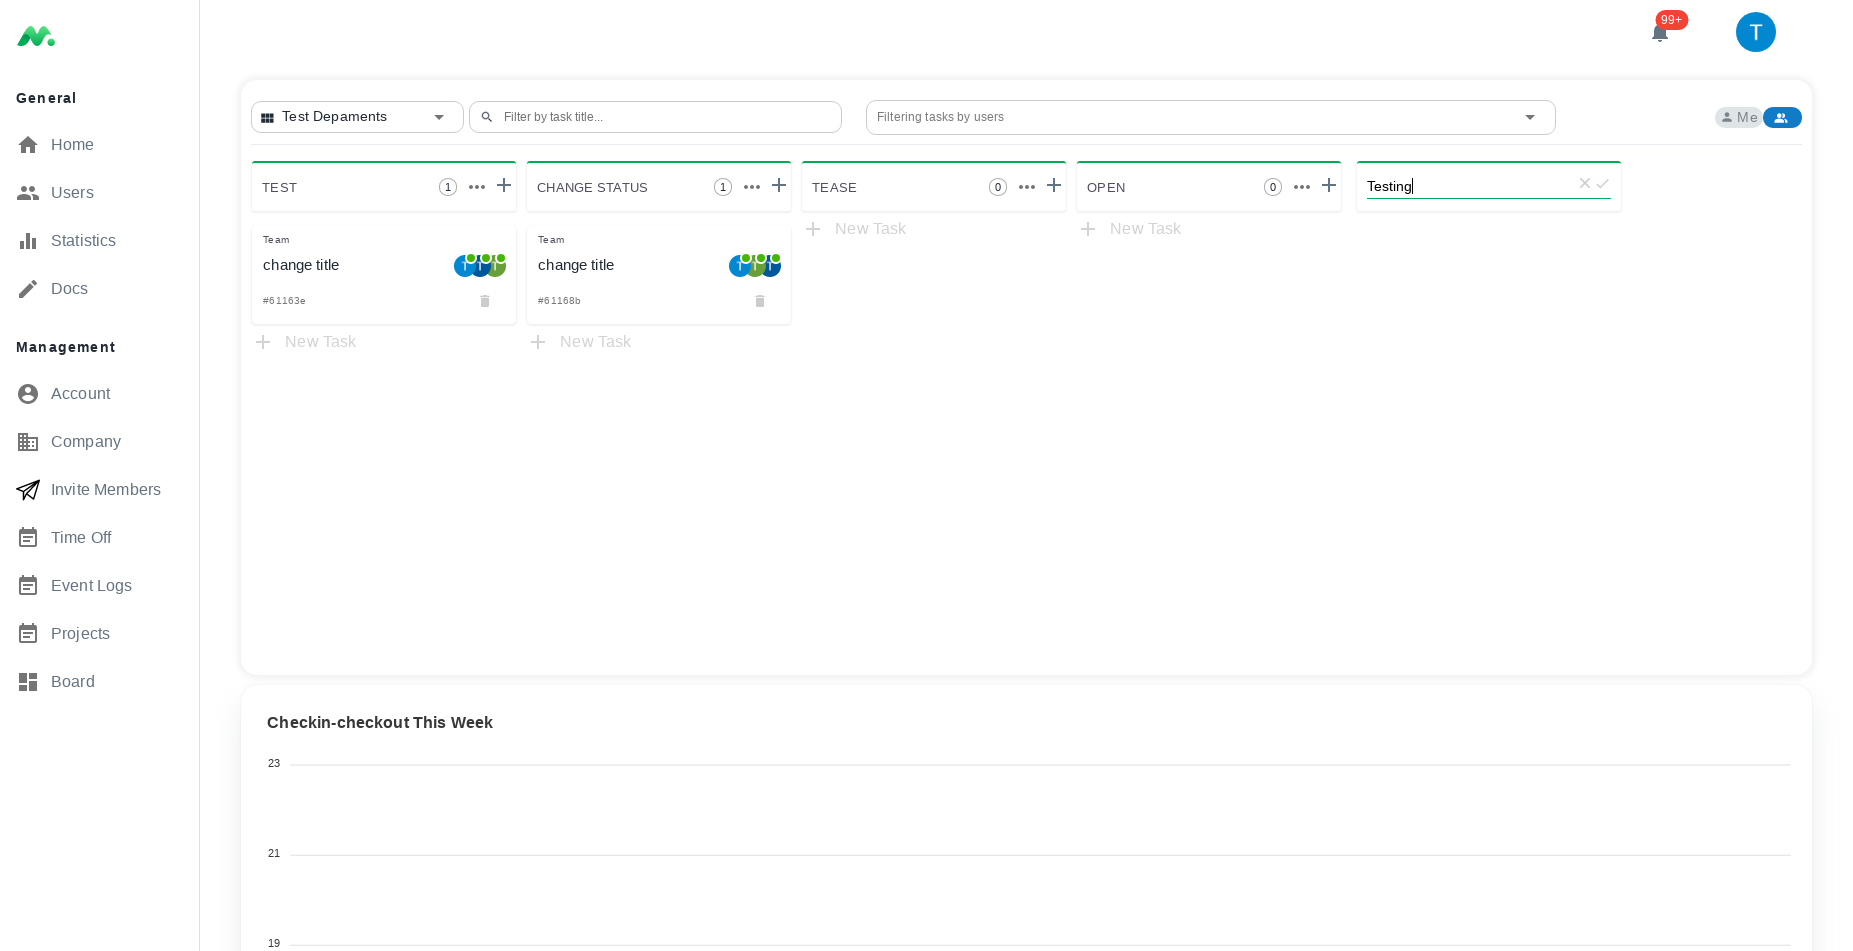 General
Home
Users
Statistics
Docs
Management
Account
Company
Invite Members
Time Off
Event Logs
Projects
Board
99+
T
Test Depaments
Filter by task title...
Filtering tasks by users
Me
TEST
1
CHANGE STATUS
1
TEASE
0
OPEN
0
Testing
Team
change title
T
T
T
#61163e
New Task
Team
change title
T
T
T
#61168b
New Task
New Task
New Task
Checkin-checkout This Week
23
21
19